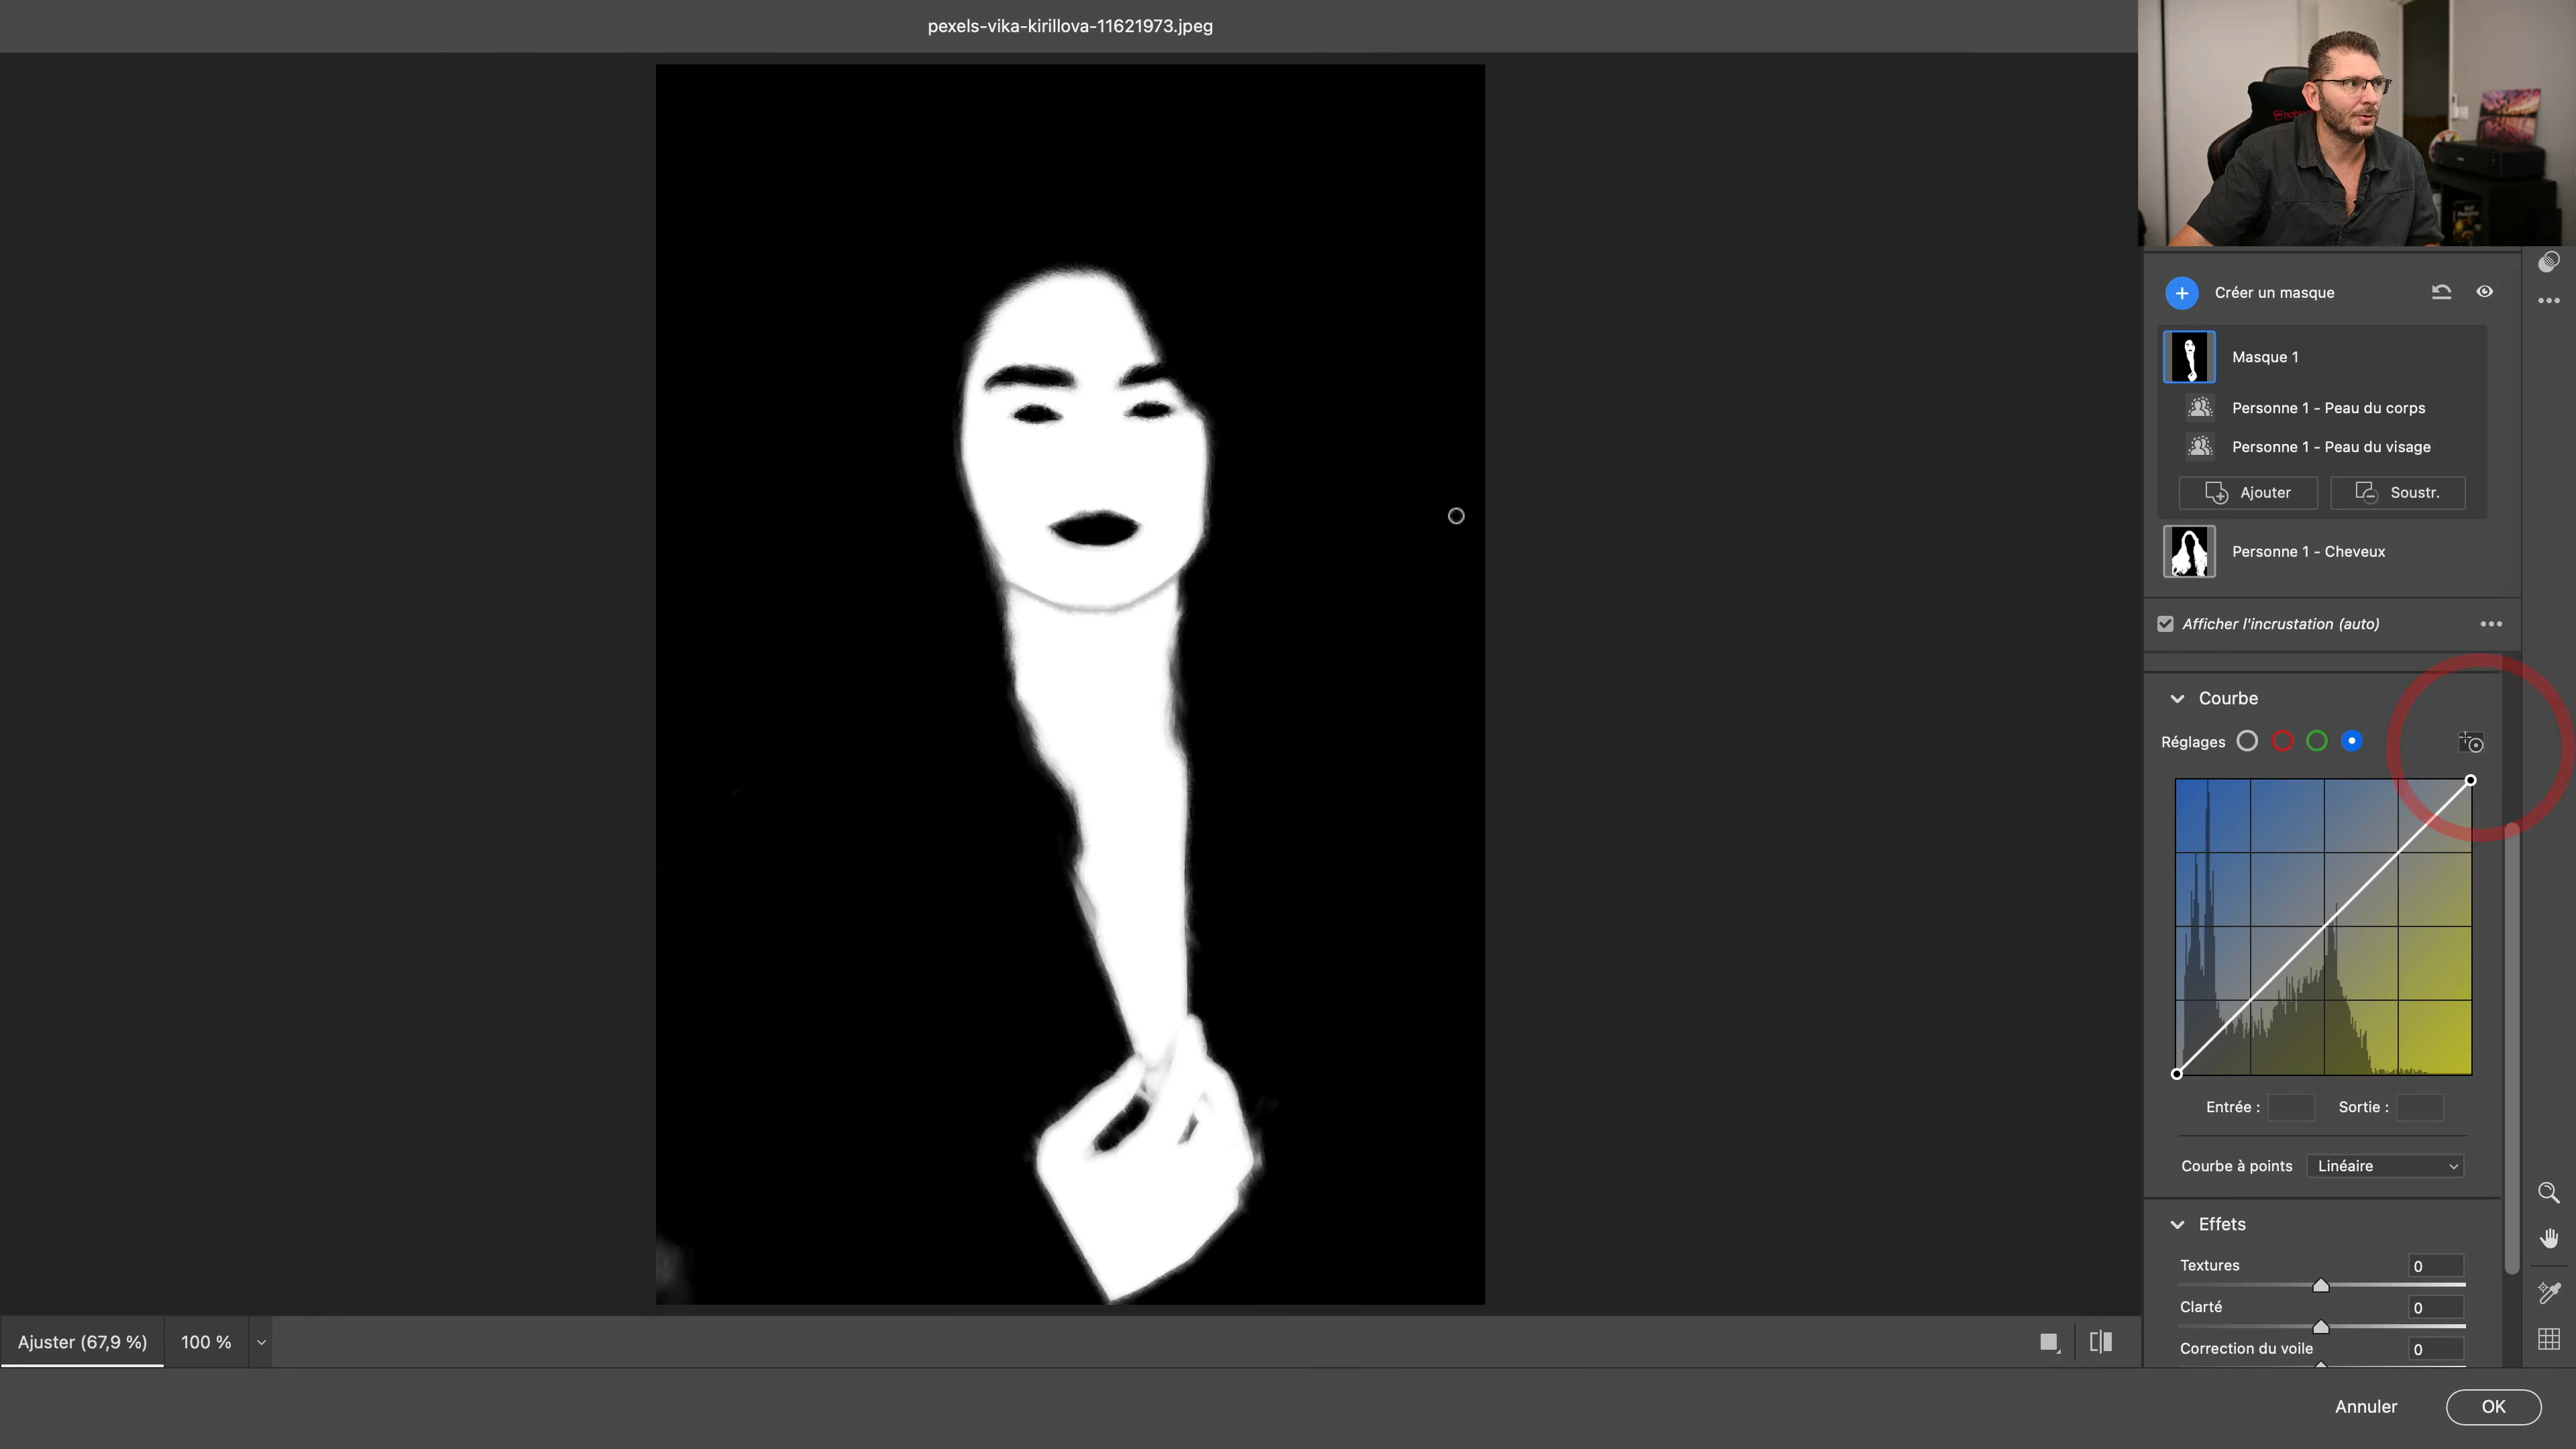 pexels-vika-kirillova-11621973.jpeg
Créer un masque
Masque 1
Personne 1 - Peau du corps
Personne 1 - Peau du visage
Ajouter
Soustr.
Personne 1 - Cheveux
Afficher l'incrustation (auto)
Courbe
Réglages
Entrée :
Sortie :
Courbe à points
Linéaire
Effets
Textures
0
Clarté
0
Correction du voile
0
Ajuster (67,9 %)
100 %
Annuler
OK